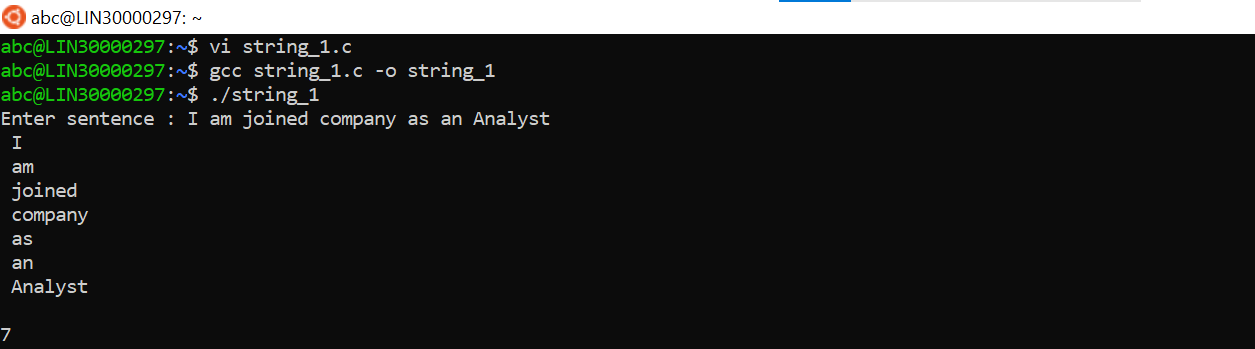 abc@LIN30000297: ~
abc@LIN30000297:~$ vi string_1.c
abc@LIN30000297:~$ gcc string_1.c -o string_1
abc@LIN30000297:~$ ./string_1
Enter sentence : I am joined company as an Analyst
 I
 am
 joined
 company
 as
 an
 Analyst

7